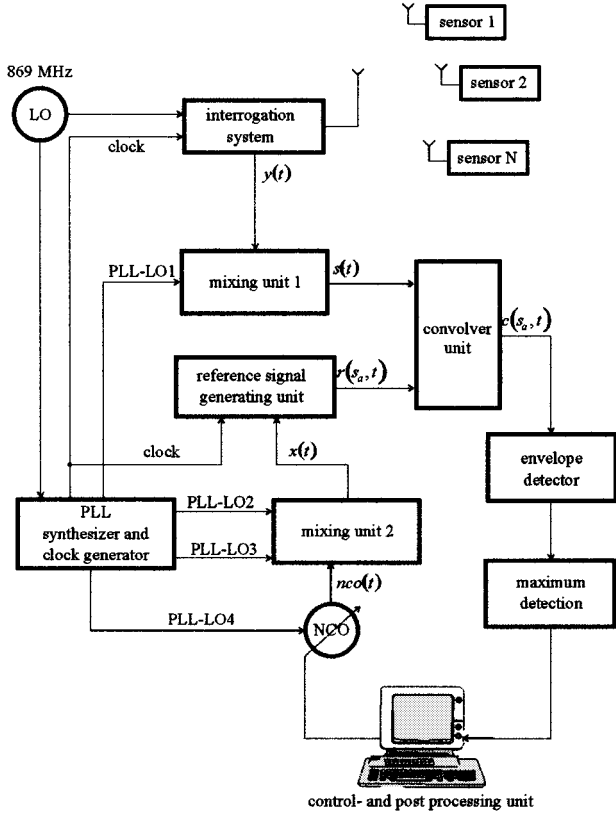 sensor 1
869 MHz
sensor 2
LO
interrogation
system
clock
sensor N
y(t)
PLL-LO1
mixing unit 1
s(t)
convolver
unit
c(sₐ,t)
reference signal
generating unit
r(sₐ,t)
clock
x(t)
envelope
detector
PLL
synthesizer and
clock generator
PLL-LO2
PLL-LO3
mixing unit 2
nco(t)
maximum
detection
PLL-LO4
NCO
control- and post processing unit